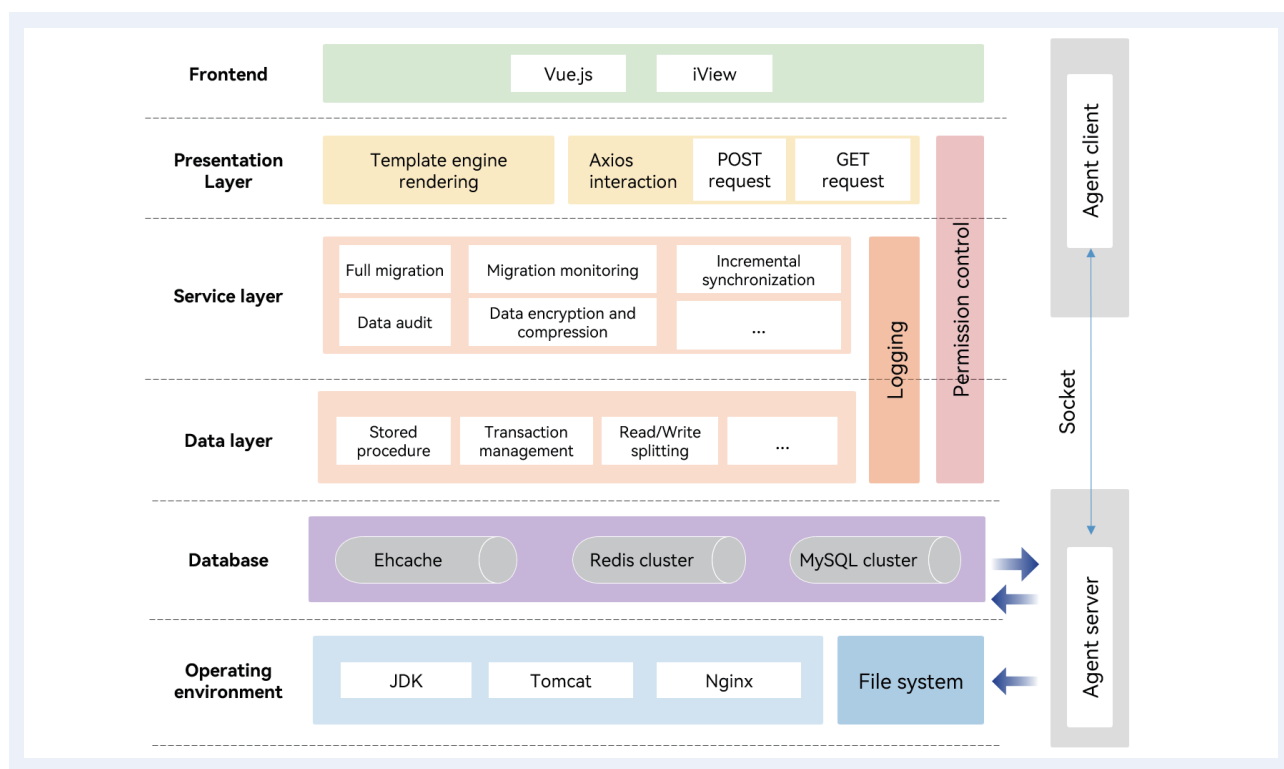 Frontend
Vue.js
iView
Presentation
Layer
Template engine
rendering
Axios
interaction
POST
request
GET
request
Service layer
Full migration
Migration monitoring
Incremental
synchronization
Data audit
Data encryption and
compression
...
Logging
Permission control
Data layer
Stored
procedure
Transaction
management
Read/Write
splitting
...
Database
Ehcache
Redis cluster
MySQL cluster
Operating
environment
JDK
Tomcat
Nginx
File system
Agent client
Socket
Agent server